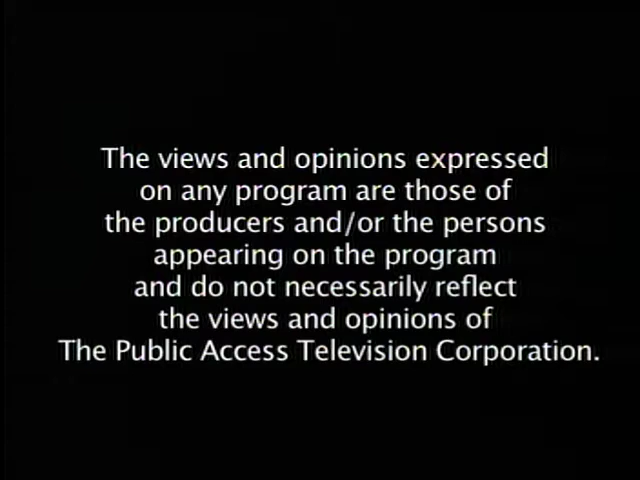 The views and opinions expressed
on any program are those of
the producers and/or the persons
appearing on the program
and do not necessarily reflect
the views and opinions of
The Public Access Television Corporation.